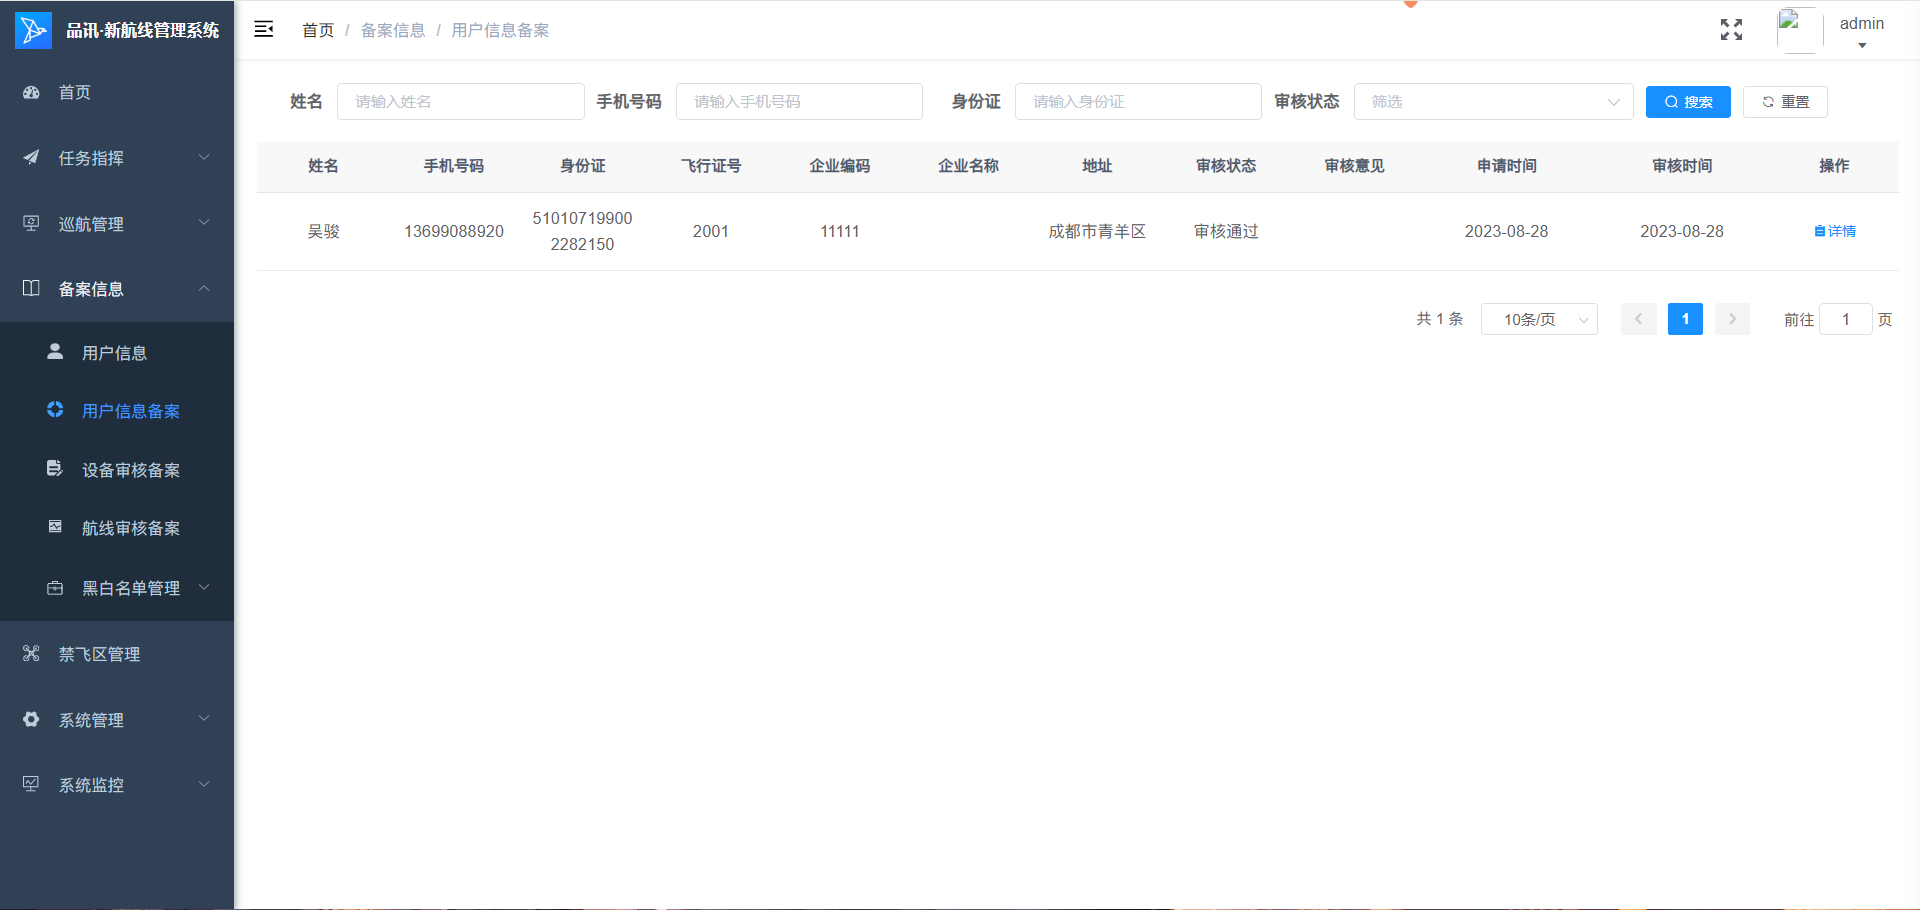 品讯·新航线管理系统
首页 / 备案信息 / 用户信息备案
admin
首页
任务指挥
巡航管理
备案信息
用户信息
用户信息备案
设备审核备案
航线审核备案
黑白名单管理
禁飞区管理
系统管理
系统监控
姓名 请输入姓名 手机号码 请输入手机号码 身份证 请输入身份证 审核状态 筛选 搜索 重置
姓名 手机号码 身份证 飞行证号 企业编码 企业名称 地址 审核状态 审核意见 申请时间 审核时间 操作
吴骏 13699088920 51010719900 2001 11111 成都市青羊区 审核通过 2023-08-28 2023-08-28 详情
2282150
共 1 条 10条/页 1 前往 1 页